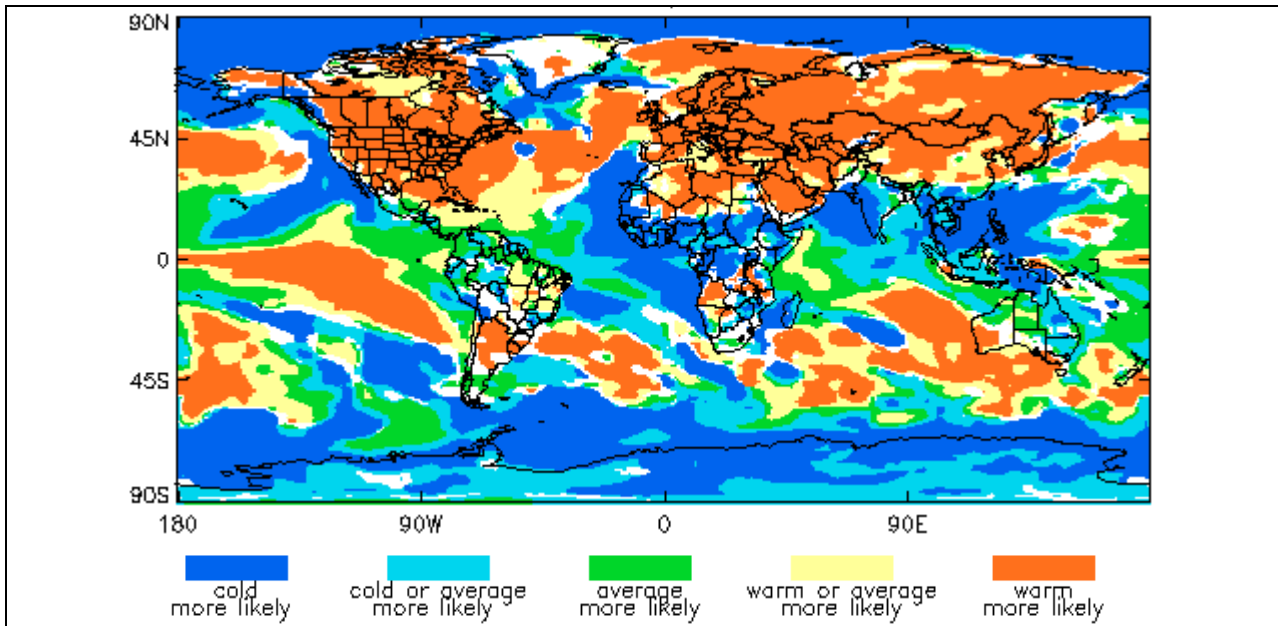 90N
45N
0
45S
90S
180 90W 0 90E
cold
more likely
cold or average
more likely
average
more likely
warm or average
more likely
warm
more likely